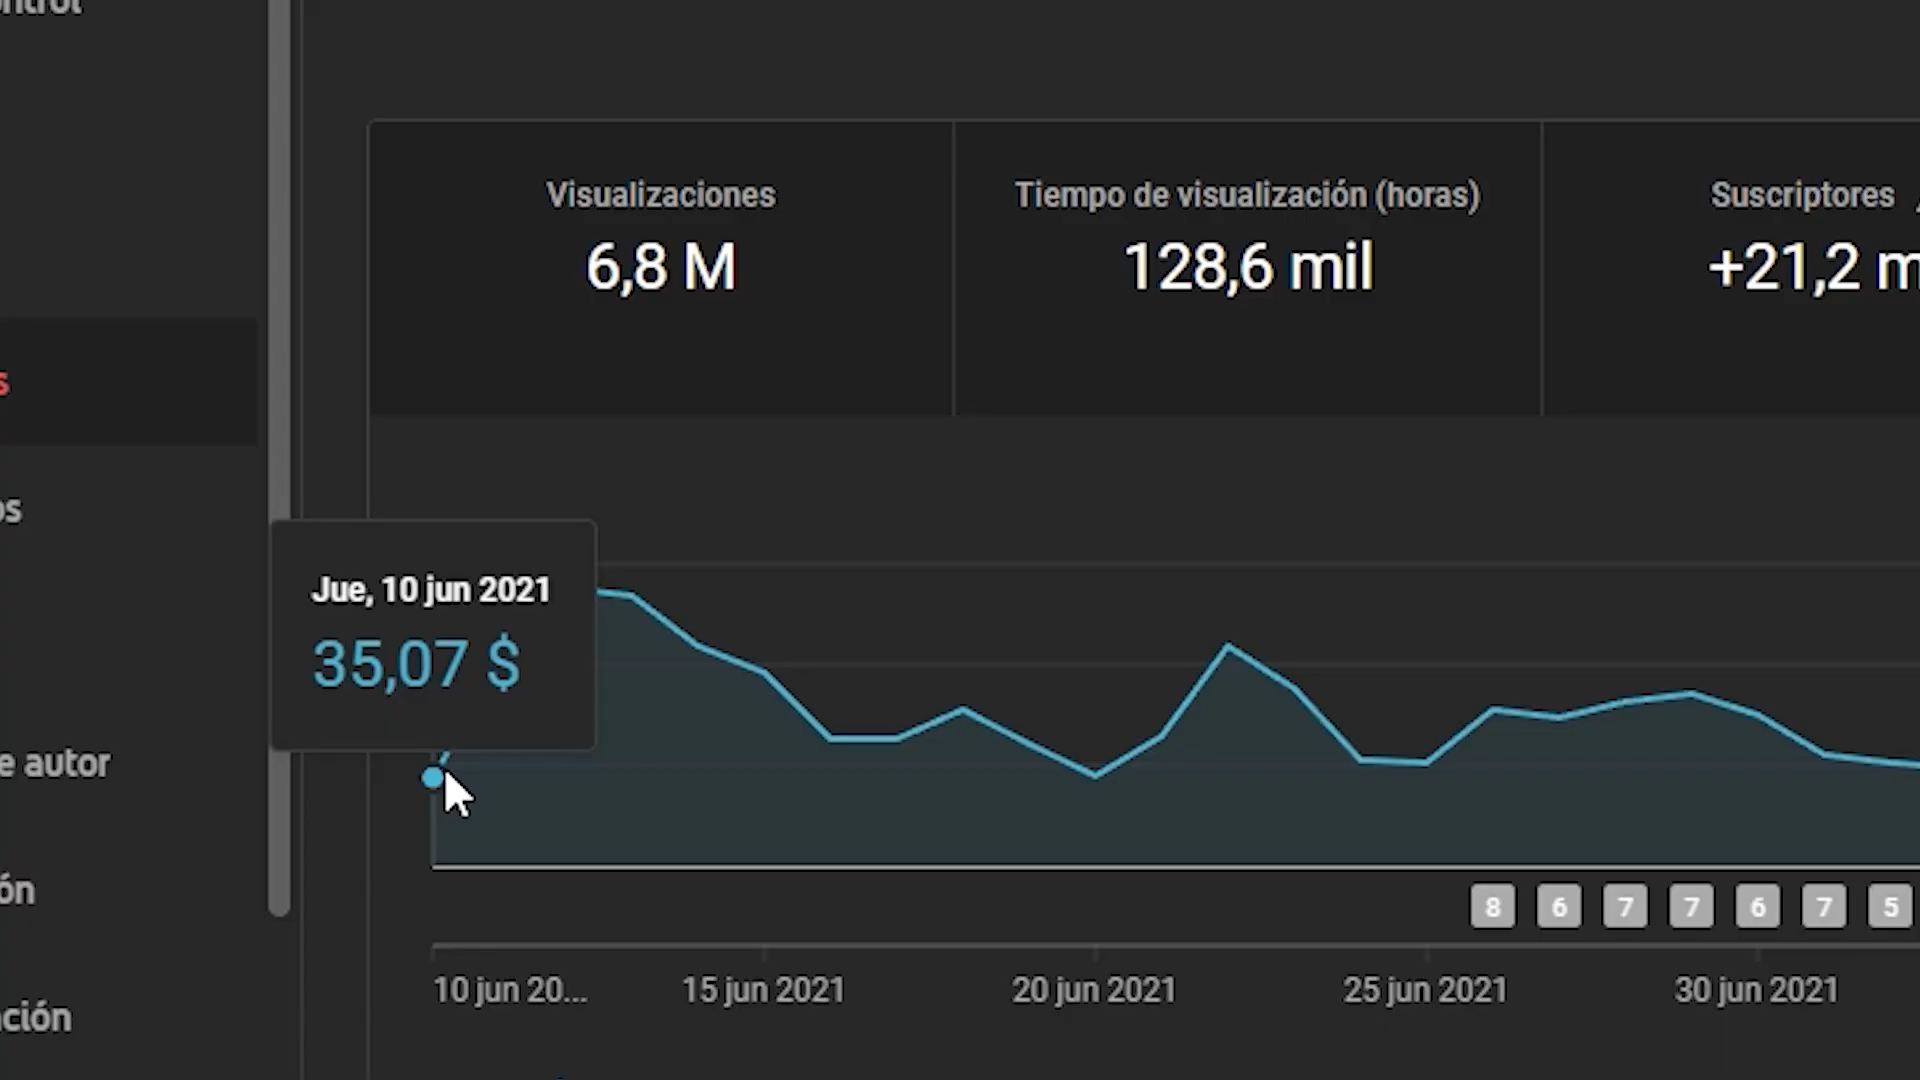 Visualizaciones
6,8 M
Tiempo de visualización (horas)
128,6 mil
Suscriptores
+21,2 m
s
os
Jue, 10 jun 2021
35,07 $
e autor
ón
8 6 7 7 6 7 5
10 jun 20...
15 jun 2021
20 jun 2021
25 jun 2021
30 jun 2021
ción